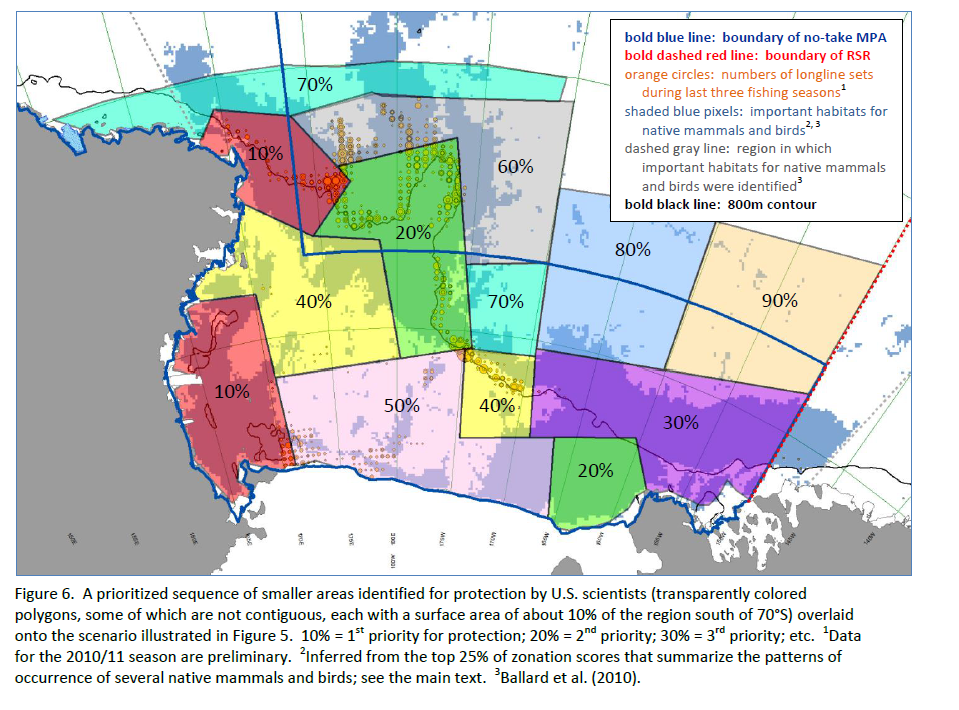 bold blue line: boundary of no-take MPA
bold dashed red line: boundary of RSR
orange circles: numbers of longline sets
during last three fishing seasons1
shaded blue pixels: important habitats for
native mammals and birds2, 3
dashed gray line: region in which
important habitats for native mammals
and birds were identified3
bold black line: 800m contour
70%
10%
60%
20%
80%
40%
70%
90%
10%
50%
40%
30%
20%
Figure 6. A prioritized sequence of smaller areas identified for protection by U.S. scientists (transparently colored
polygons, some of which are not contiguous, each with a surface area of about 10% of the region south of 70°S) overlaid
onto the scenario illustrated in Figure 5. 10% = 1st priority for protection; 20% = 2nd priority; 30% = 3rd priority; etc. 1Data
for the 2010/11 season are preliminary. 2Inferred from the top 25% of zonation scores that summarize the patterns of
occurrence of several native mammals and birds; see the main text. 3Ballard et al. (2010).